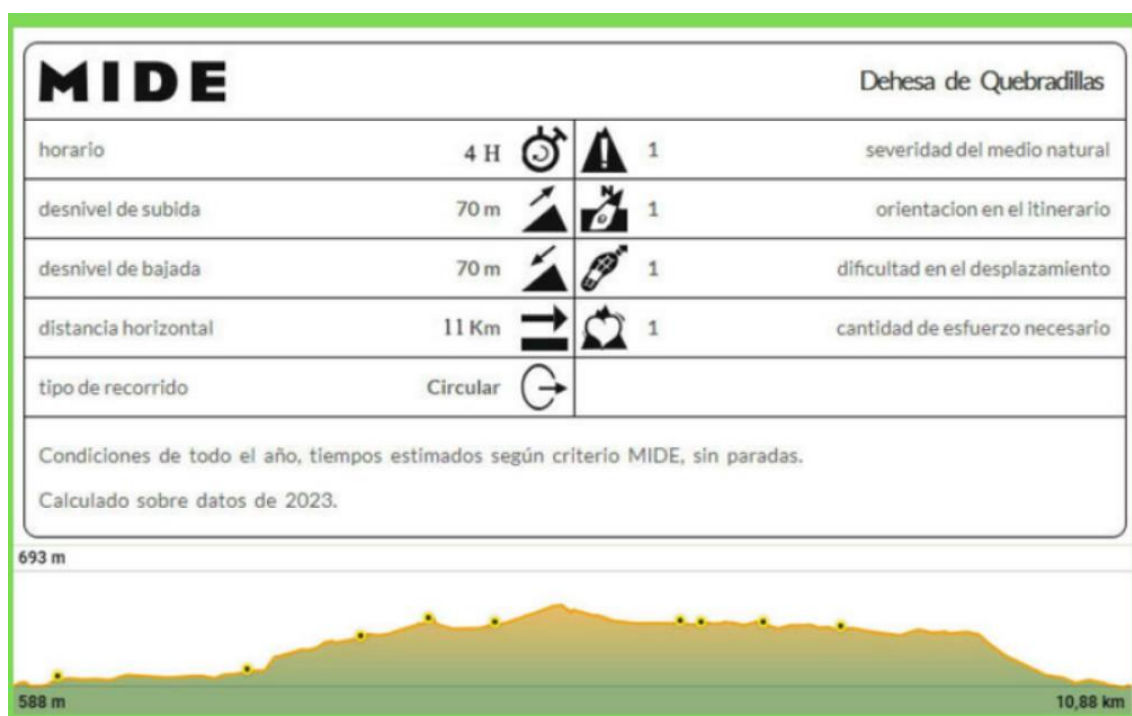 MIDE
Dehesa de Quebradillas
horario 4 H 1 severidad del medio natural
desnivel de subida 70 m N 1 orientacion en el itinerario
desnivel de bajada 70 m 1 dificultad en el desplazamiento
distancia horizontal 11 Km 1 cantidad de esfuerzo necesario
tipo de recorrido Circular
Condiciones de todo el año, tiempos estimados según criterio MIDE, sin paradas.
Calculado sobre datos de 2023.
693 m
588 m 10,88 km